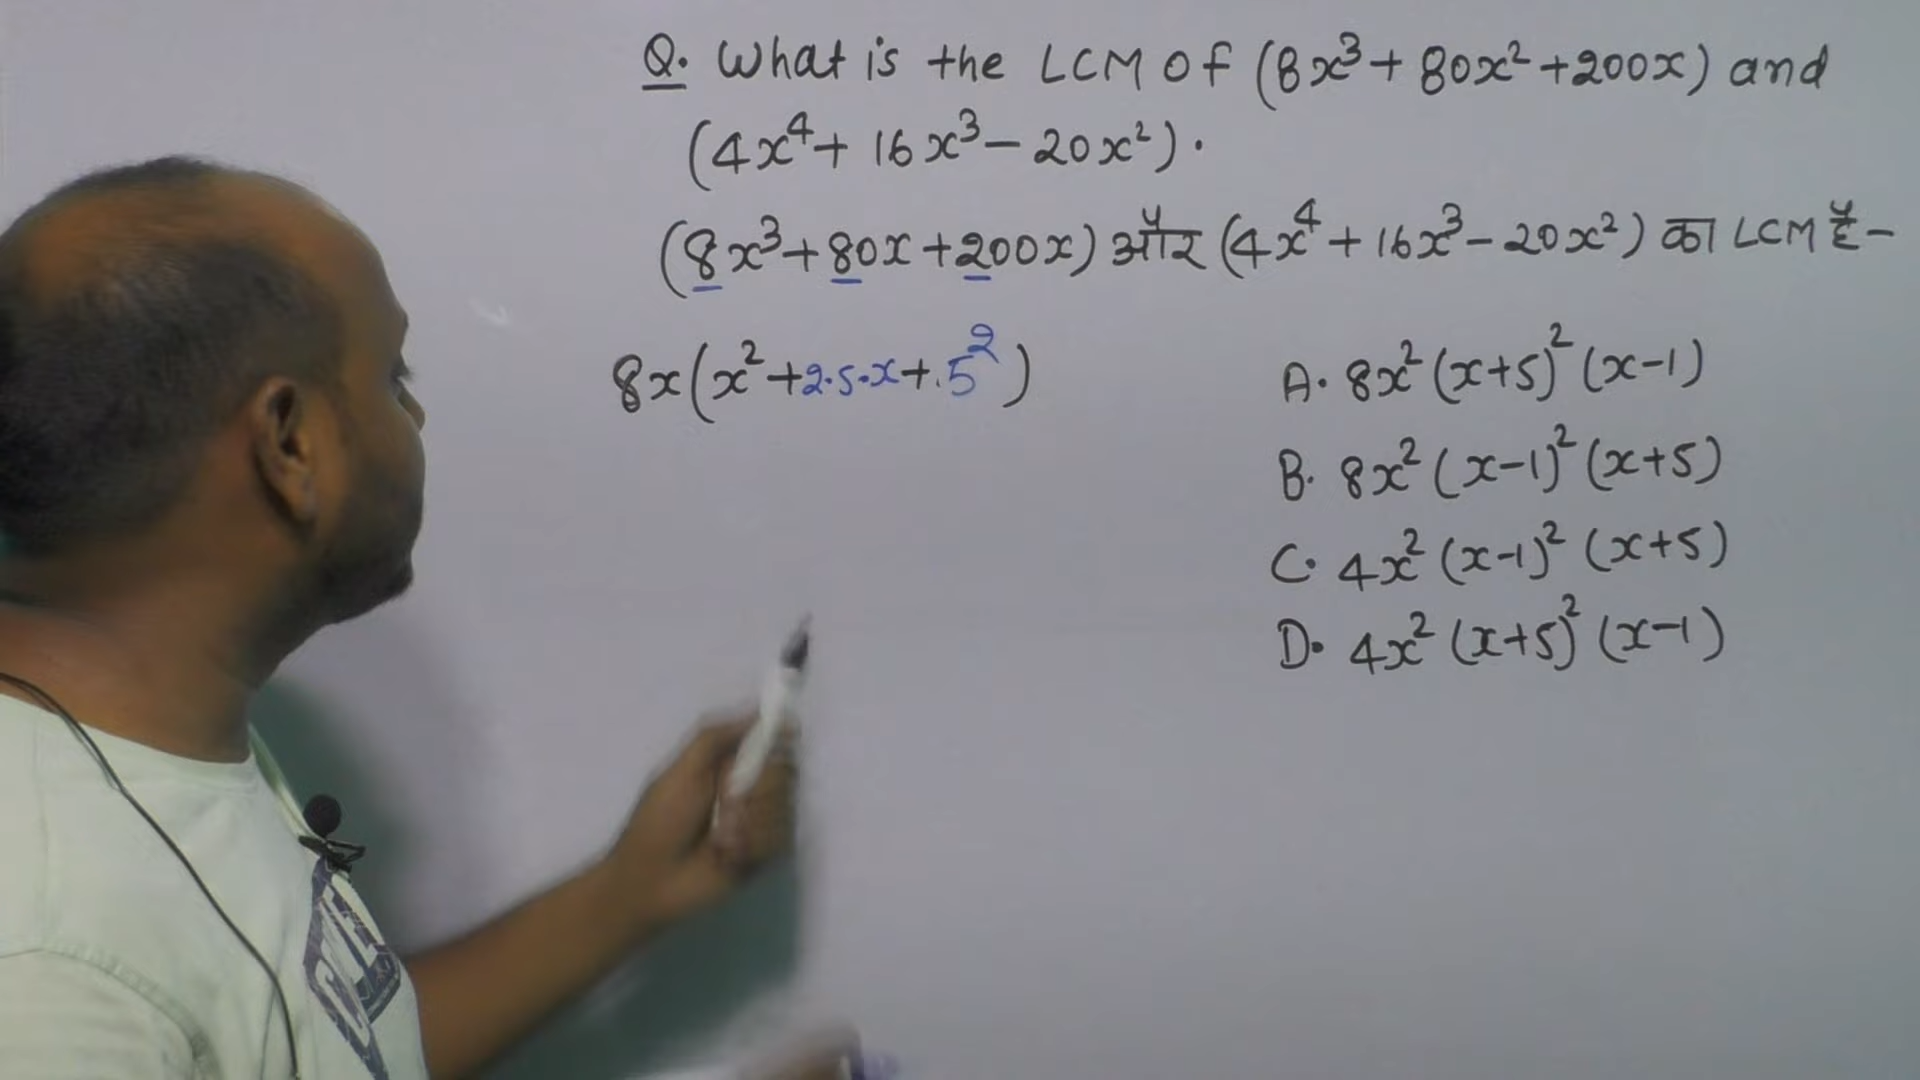 Q. What is the LCM of (8x³ + 80x² + 200x) and
(4x⁴ + 16x³ - 20x²).
(8x³ + 80x + 200x) और (4x⁴ + 16x³ - 20x²) का LCM है -
8x(x² + 2·5·x + 5²)
A. 8x² (x+5)² (x-1)
B. 8x² (x-1)² (x+5)
C. 4x² (x-1)² (x+5)
D. 4x² (x+5)² (x-1)